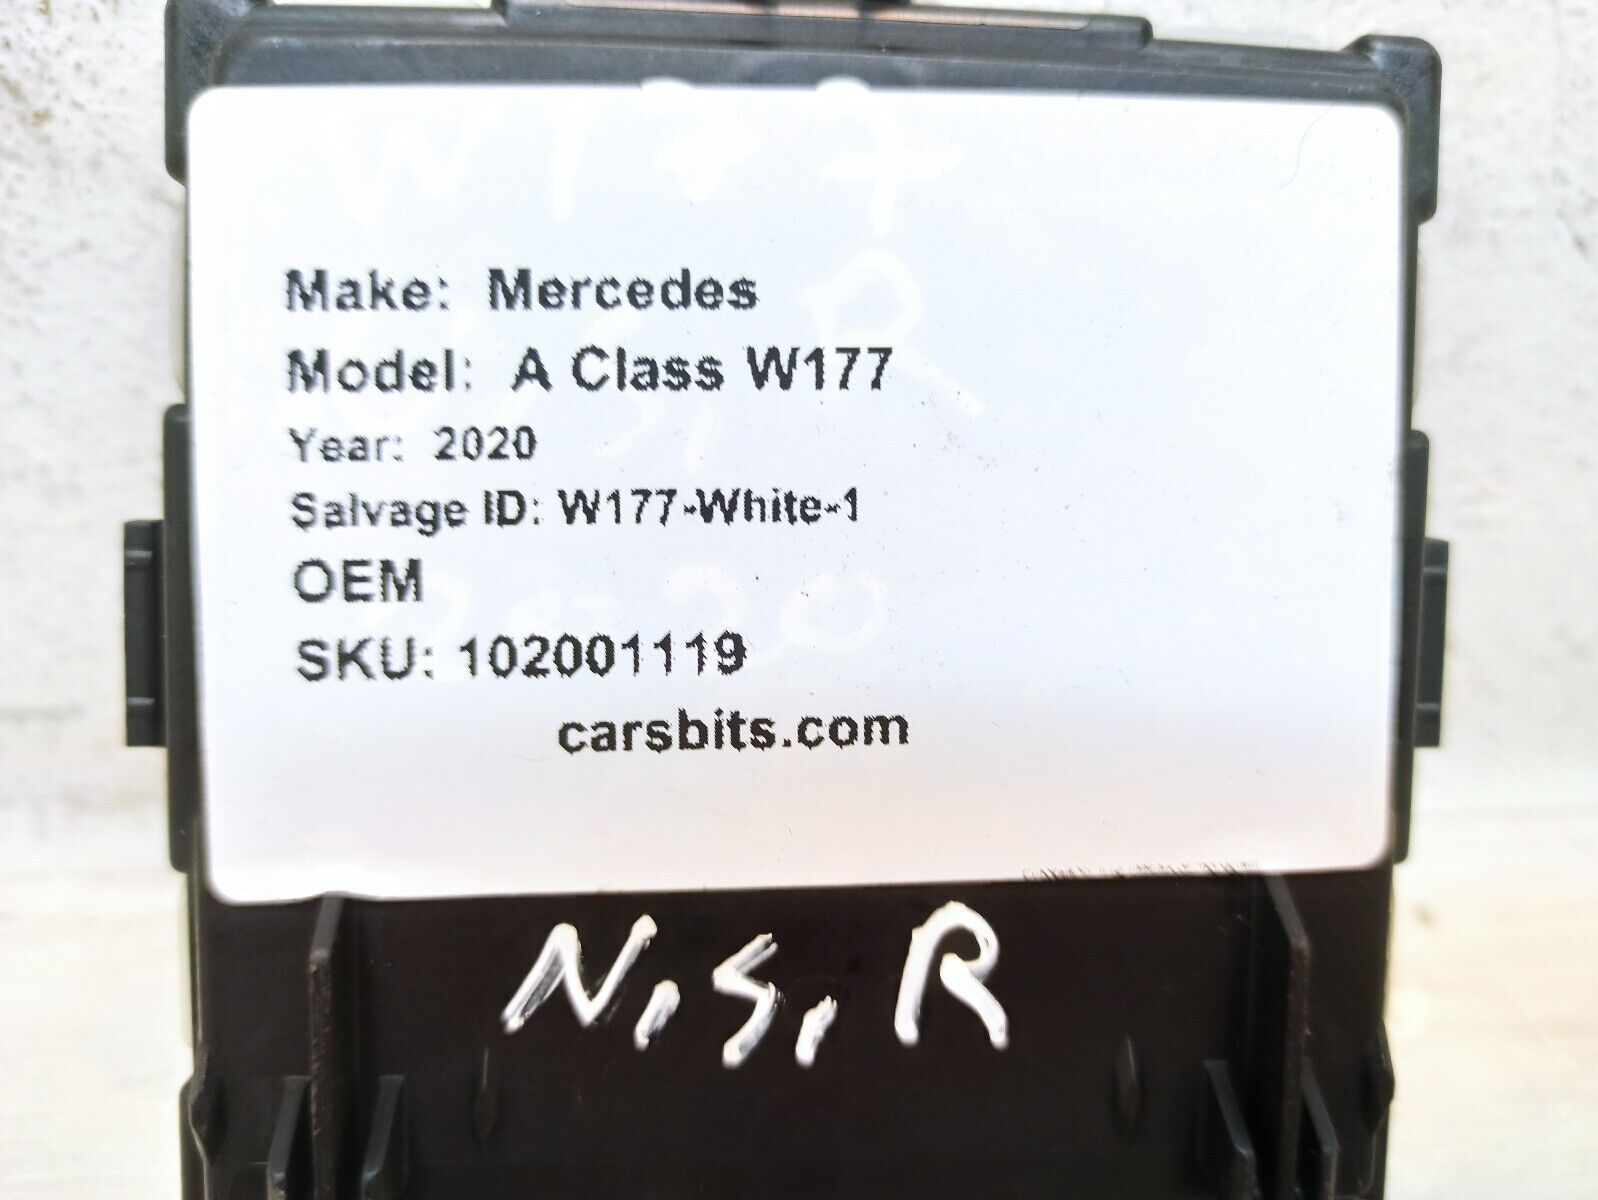 Make: Mercedes
Model: A Class W177
Year: 2020
Salvage ID: W177-White-1
OEM
SKU: 102001119
carsbits.com
N,S,R